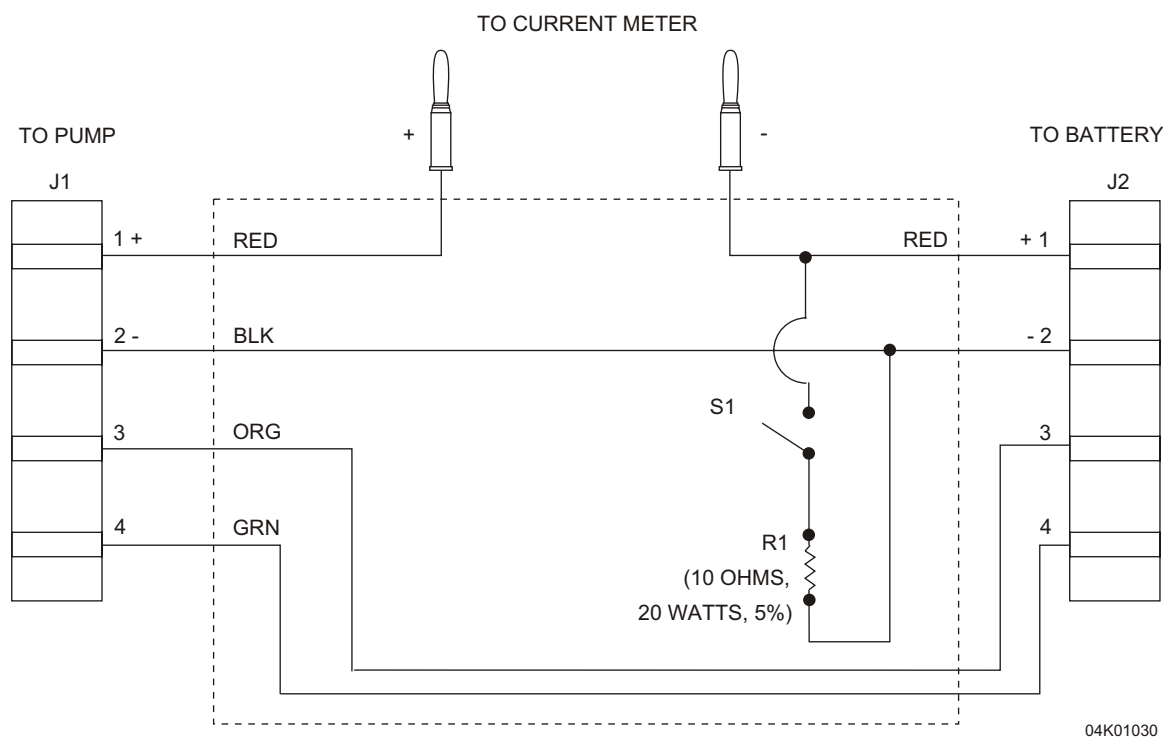 TO CURRENT METER
TO PUMP
+
-
TO BATTERY
J1
J2
1 +
RED
RED
+ 1
2 -
BLK
- 2
S1
3
ORG
3
4
GRN
4
R1
(10 OHMS,
20 WATTS, 5%)
04K01030